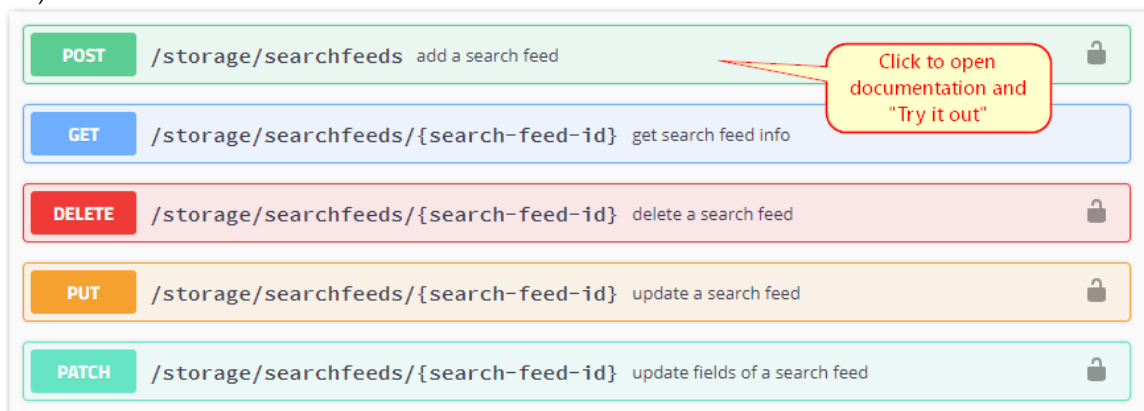 POST /storage/searchfeeds add a search feed
Click to open
documentation and
"Try it out"
GET /storage/searchfeeds/{search-feed-id} get search feed info
DELETE /storage/searchfeeds/{search-feed-id} delete a search feed
PUT /storage/searchfeeds/{search-feed-id} update a search feed
PATCH /storage/searchfeeds/{search-feed-id} update fields of a search feed